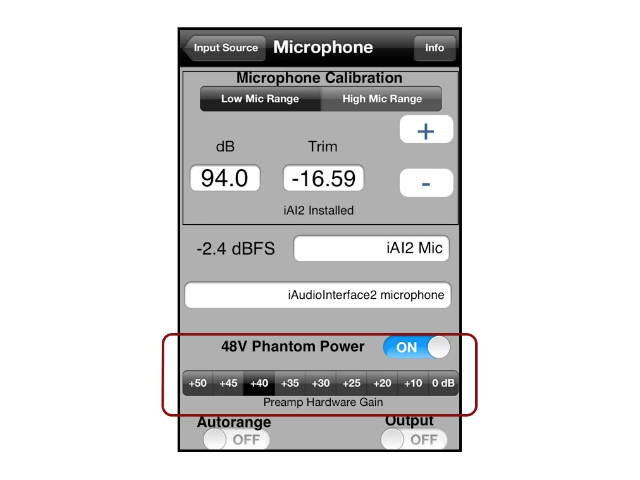 Input Source Microphone Info
Microphone Calibration
Low Mic Range High Mic Range
+
dB Trim
94.0 -16.59
-
iAI2 Installed
-2.4 dBFS iAI2 Mic
iAudioInterface2 microphone
48V Phantom Power ON
+50 +45 +40 +35 +30 +25 +20 +10 0 dB
Preamp Hardware Gain
Autorange Output
OFF OFF